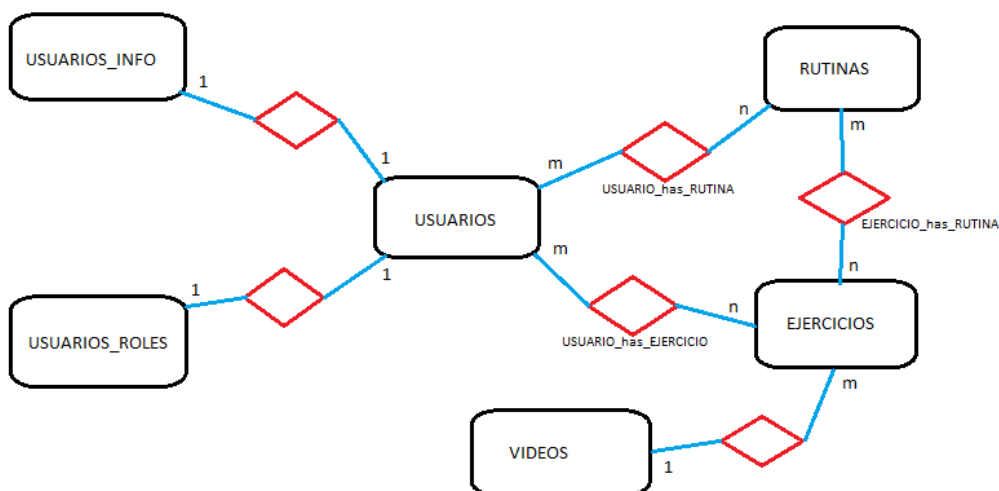 USUARIOS_INFO
1
1
RUTINAS
n
m
m
USUARIO_has_RUTINA
EJERCICIO_has_RUTINA
USUARIOS
m
1
n
1
USUARIOS_ROLES
n
USUARIO_has_EJERCICIO
EJERCICIOS
m
VIDEOS
1